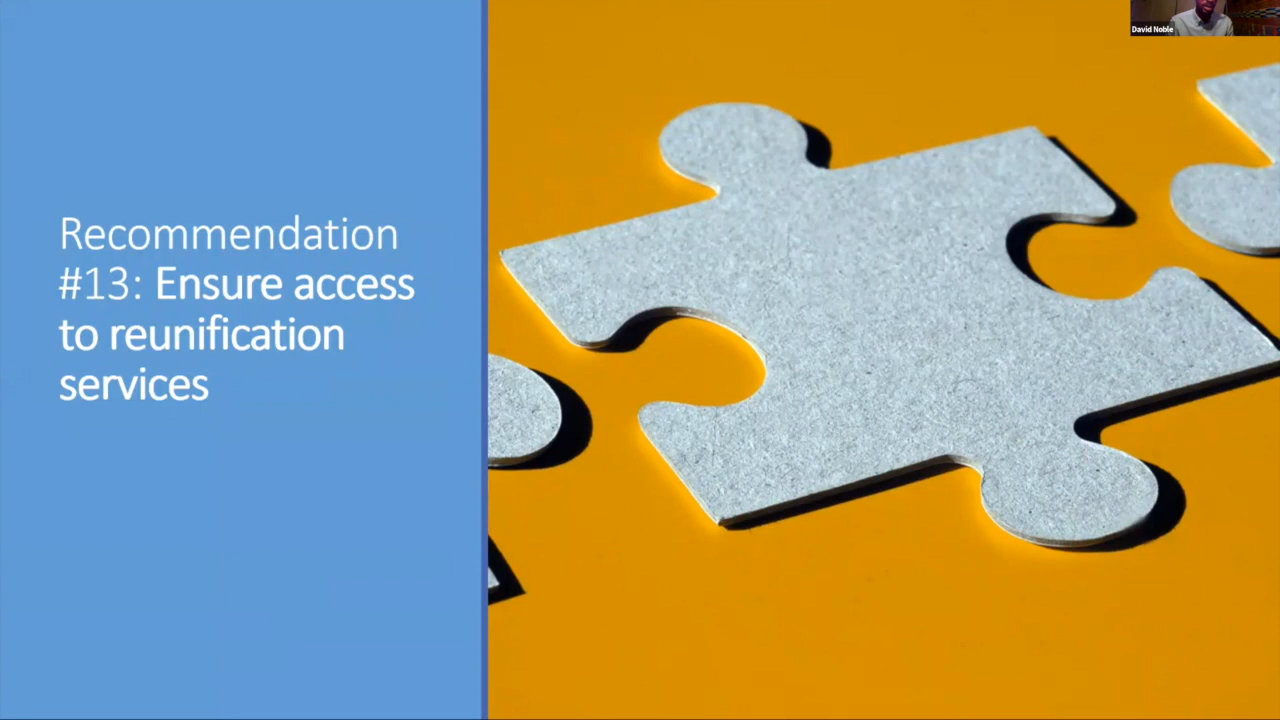 David Noble
Recommendation
#13: Ensure access
to reunification
services